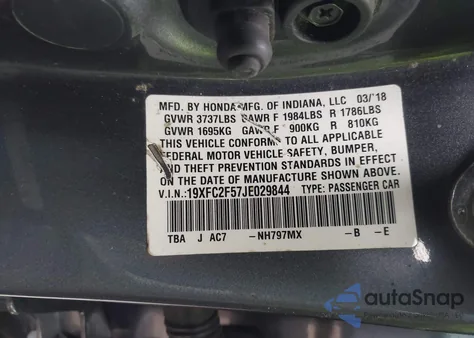 MFD. BY HONDA MFG. OF INDIANA, LLC 03/'18
GVWR 3737LBS GAWR F 1984LBS R 1786LBS
GVWR 1695KG GAWR F 900KG R 810KG
THIS VEHICLE CONFORMS TO ALL APPLICABLE
FEDERAL MOTOR VEHICLE SAFETY, BUMPER,
AND THEFT PREVENTION STANDARDS IN EFFECT
ON THE DATE OF MANUFACTURE SHOWN ABOVE.
V.I.N.: 19XFC2F57JE029844 TYPE: PASSENGER CAR
TBA J AC7 -NH797MX -B -E
autaSnap